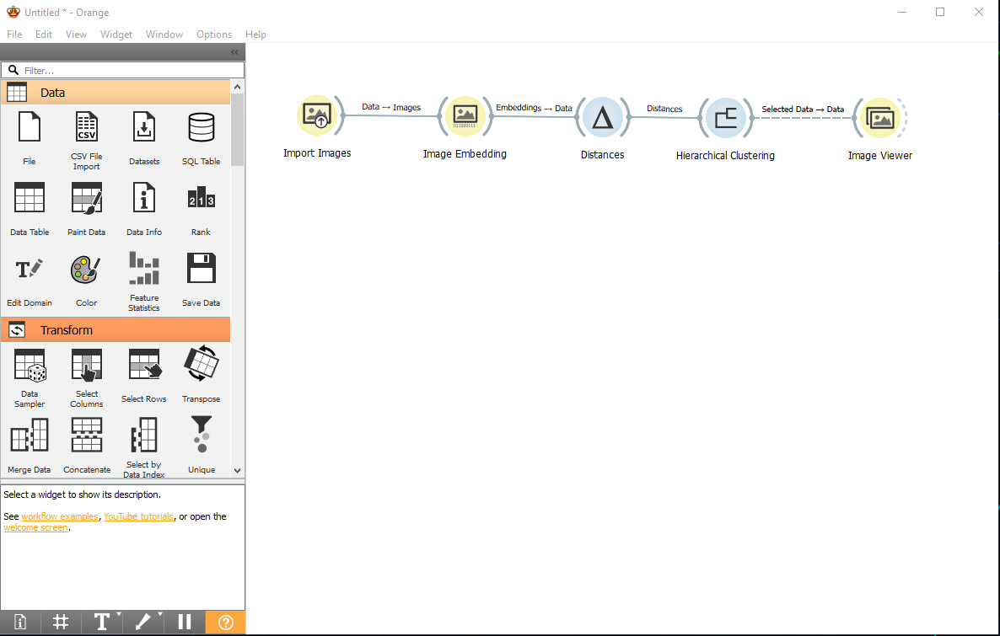 Untitled * - Orange
File Edit View Widget Window Options Help
Filter...
Data
File
CSV File
Import
Datasets
SQL Table
Data Table
Paint Data
Data Info
Rank
Edit Domain
Color
Feature
Statistics
Save Data
Transform
Data
Sampler
Select
Columns
Select Rows
Transpose
Merge Data
Concatenate
Select by
Data Index
Unique
Select a widget to show its description.
See workflow examples, YouTube tutorials, or open the
welcome screen.
Data → Images
Embeddings → Data
Distances
Selected Data → Data
011000111
Import Images
Image Embedding
Distances
Hierarchical Clustering
Image Viewer